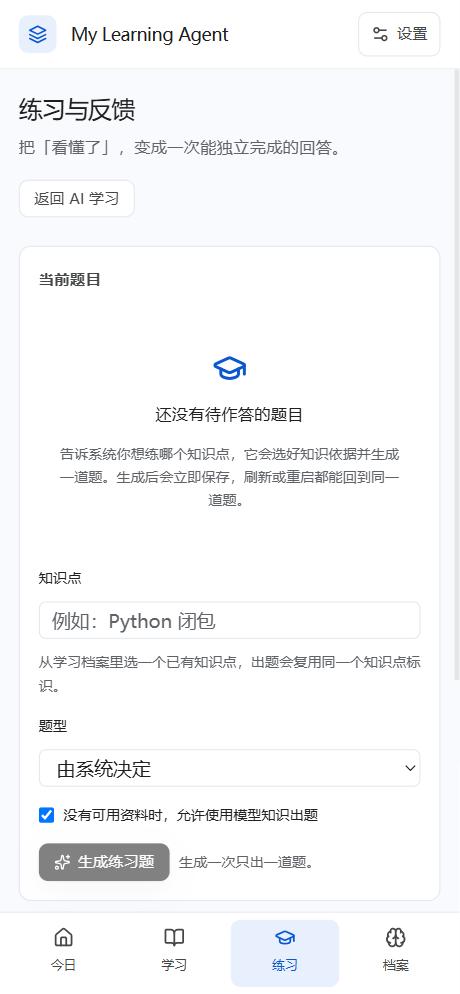 My Learning Agent
设置
练习与反馈
把「看懂了」，变成一次能独立完成的回答。
返回 AI 学习
当前题目
还没有待作答的题目
告诉系统你想练哪个知识点，它会选好知识依据并生成
一道题。生成后会立即保存，刷新或重启都能回到同一
道题。
知识点
例如：Python 闭包
从学习档案里选一个已有知识点，出题会复用同一个知识点标
识。
题型
由系统决定
没有可用资料时，允许使用模型知识出题
生成练习题
生成一次只出一道题。
今日
学习
练习
档案